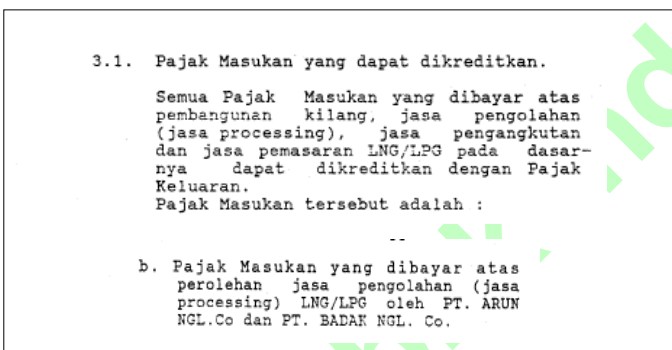 3.1. Pajak Masukan yang dapat dikreditkan.
Semua Pajak Masukan yang dibayar atas
pembangunan kilang, jasa pengolahan
(jasa processing), jasa pengangkutan
dan jasa pemasaran LNG/LPG pada dasar-
nya dapat dikreditkan dengan Pajak
Keluaran.
Pajak Masukan tersebut adalah :
--
b. Pajak Masukan yang dibayar atas
perolehan jasa pengolahan (jasa
processing) LNG/LPG oleh PT. ARUN
NGL.Co dan PT. BADAK NGL. Co.